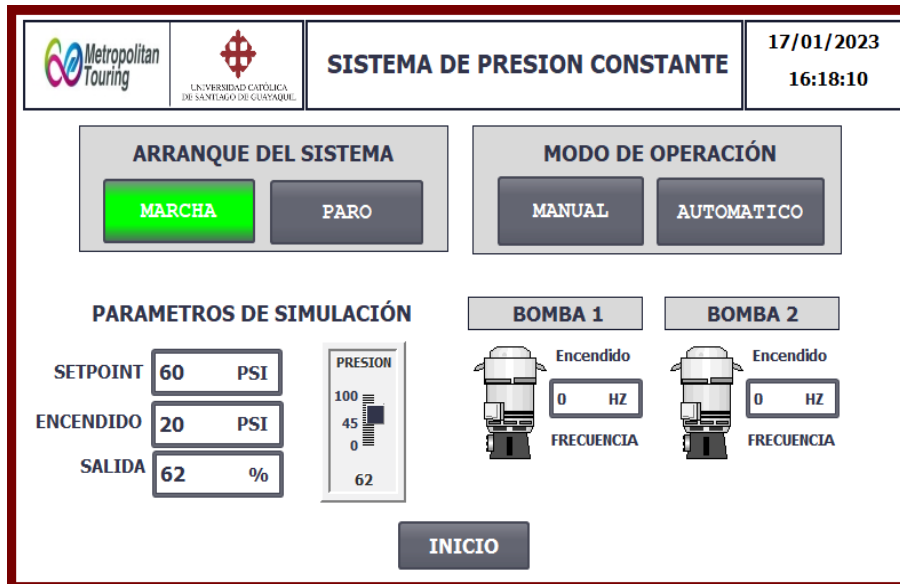 60 Metropolitan
Touring
UNIVERSIDAD CATÓLICA
DE SANTIAGO DE GUAYAQUIL
SISTEMA DE PRESION CONSTANTE
17/01/2023
16:18:10
ARRANQUE DEL SISTEMA
MARCHA PARO
MODO DE OPERACIÓN
MANUAL AUTOMATICO
PARAMETROS DE SIMULACIÓN
SETPOINT 60 PSI
ENCENDIDO 20 PSI
SALIDA 62 %
PRESION
100
45
0
62
BOMBA 1
Encendido
0 HZ
FRECUENCIA
BOMBA 2
Encendido
0 HZ
FRECUENCIA
INICIO